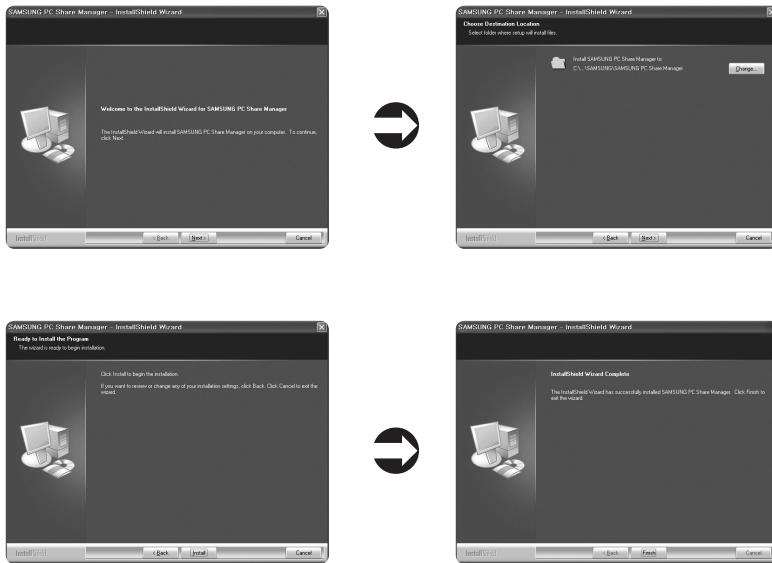 SAMSUNG PC Share Manager - InstallShield Wizard
Welcome to the InstallShield Wizard for SAMSUNG PC Share Manager
The InstallShield Wizard will install SAMSUNG PC Share Manager on your computer. To continue,
click Next.
InstallShield
< Back
Next >
Cancel
SAMSUNG PC Share Manager - InstallShield Wizard
Choose Destination Location
Select folder where setup will install files.
Install SAMSUNG PC Share Manager to:
C:\...\SAMSUNG\SAMSUNG PC Share Manager
Change...
InstallShield
< Back
Next >
Cancel
SAMSUNG PC Share Manager - InstallShield Wizard
Ready to Install the Program
The wizard is ready to begin installation.
Click Install to begin the installation.
If you want to review or change any of your installation settings, click Back. Click Cancel to exit the
wizard.
InstallShield
< Back
Install
Cancel
SAMSUNG PC Share Manager - InstallShield Wizard
InstallShield Wizard Complete
The InstallShield Wizard has successfully installed SAMSUNG PC Share Manager. Click Finish to
exit the wizard.
InstallShield
< Back
Finish
Cancel